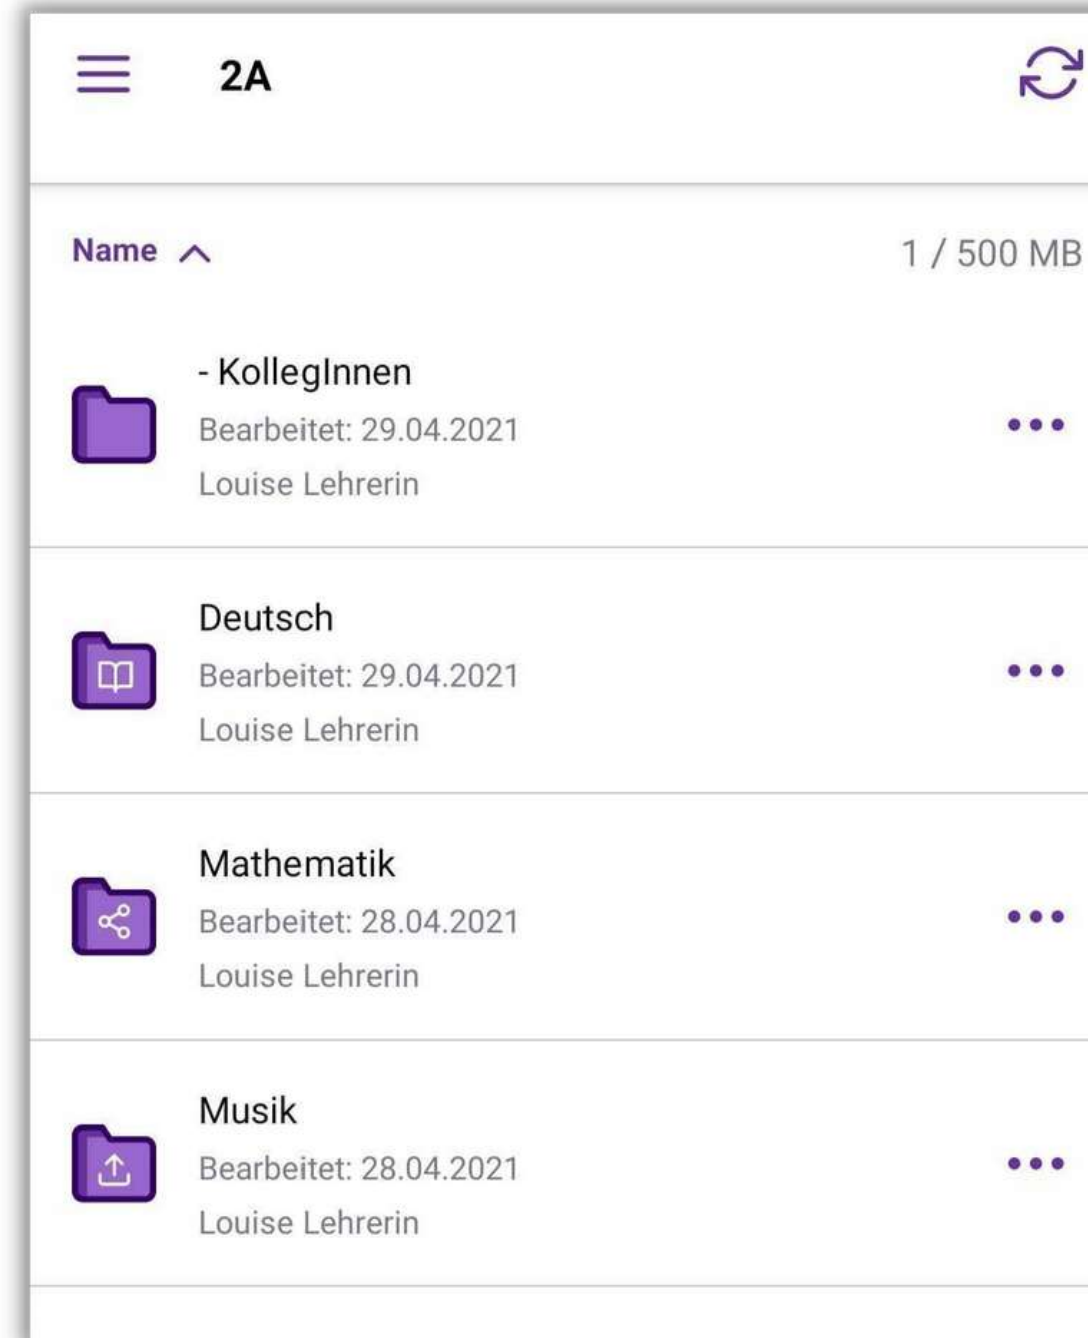 2A
Name
1 / 500 MB
- KollegInnen
Bearbeitet: 29.04.2021
Louise Lehrerin
Deutsch
Bearbeitet: 29.04.2021
Louise Lehrerin
Mathematik
Bearbeitet: 28.04.2021
Louise Lehrerin
Musik
Bearbeitet: 28.04.2021
Louise Lehrerin